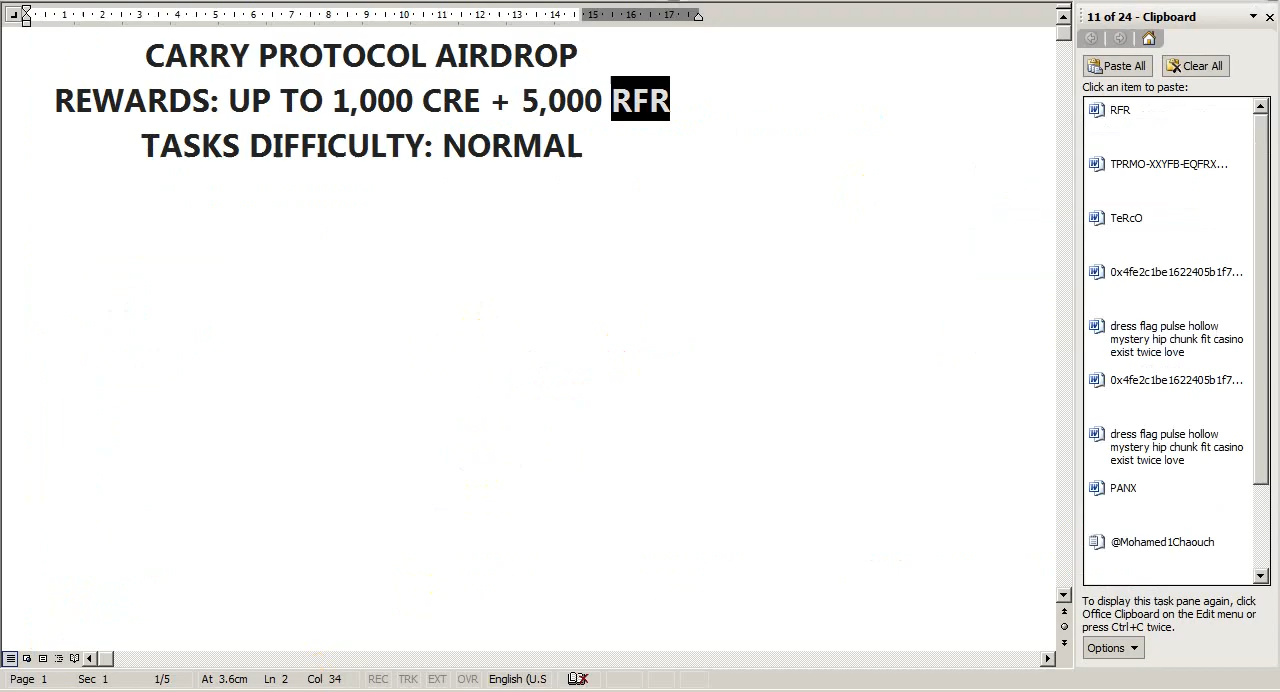 1 2 3 4 5 6 7 8 9 10 11 12 13 14 15 16 17
11 of 24 - Clipboard
Paste All Clear All
Click an item to paste:
CARRY PROTOCOL AIRDROP
REWARDS: UP TO 1,000 CRE + 5,000 RFR
TASKS DIFFICULTY: NORMAL
RFR
TPRMO-XXYFB-EQFRX...
TeRcO
0x4fe2c1be1622405b1f7...
dress flag pulse hollow
mystery hip chunk fit casino
exist twice love
0x4fe2c1be1622405b1f7...
dress flag pulse hollow
mystery hip chunk fit casino
exist twice love
PANX
@Mohamed1Chaouch
To display this task pane again, click
Office Clipboard on the Edit menu or
press Ctrl+C twice.
Options
Page 1 Sec 1 1/5 At 3.6cm Ln 2 Col 34 REC TRK EXT OVR English (U.S